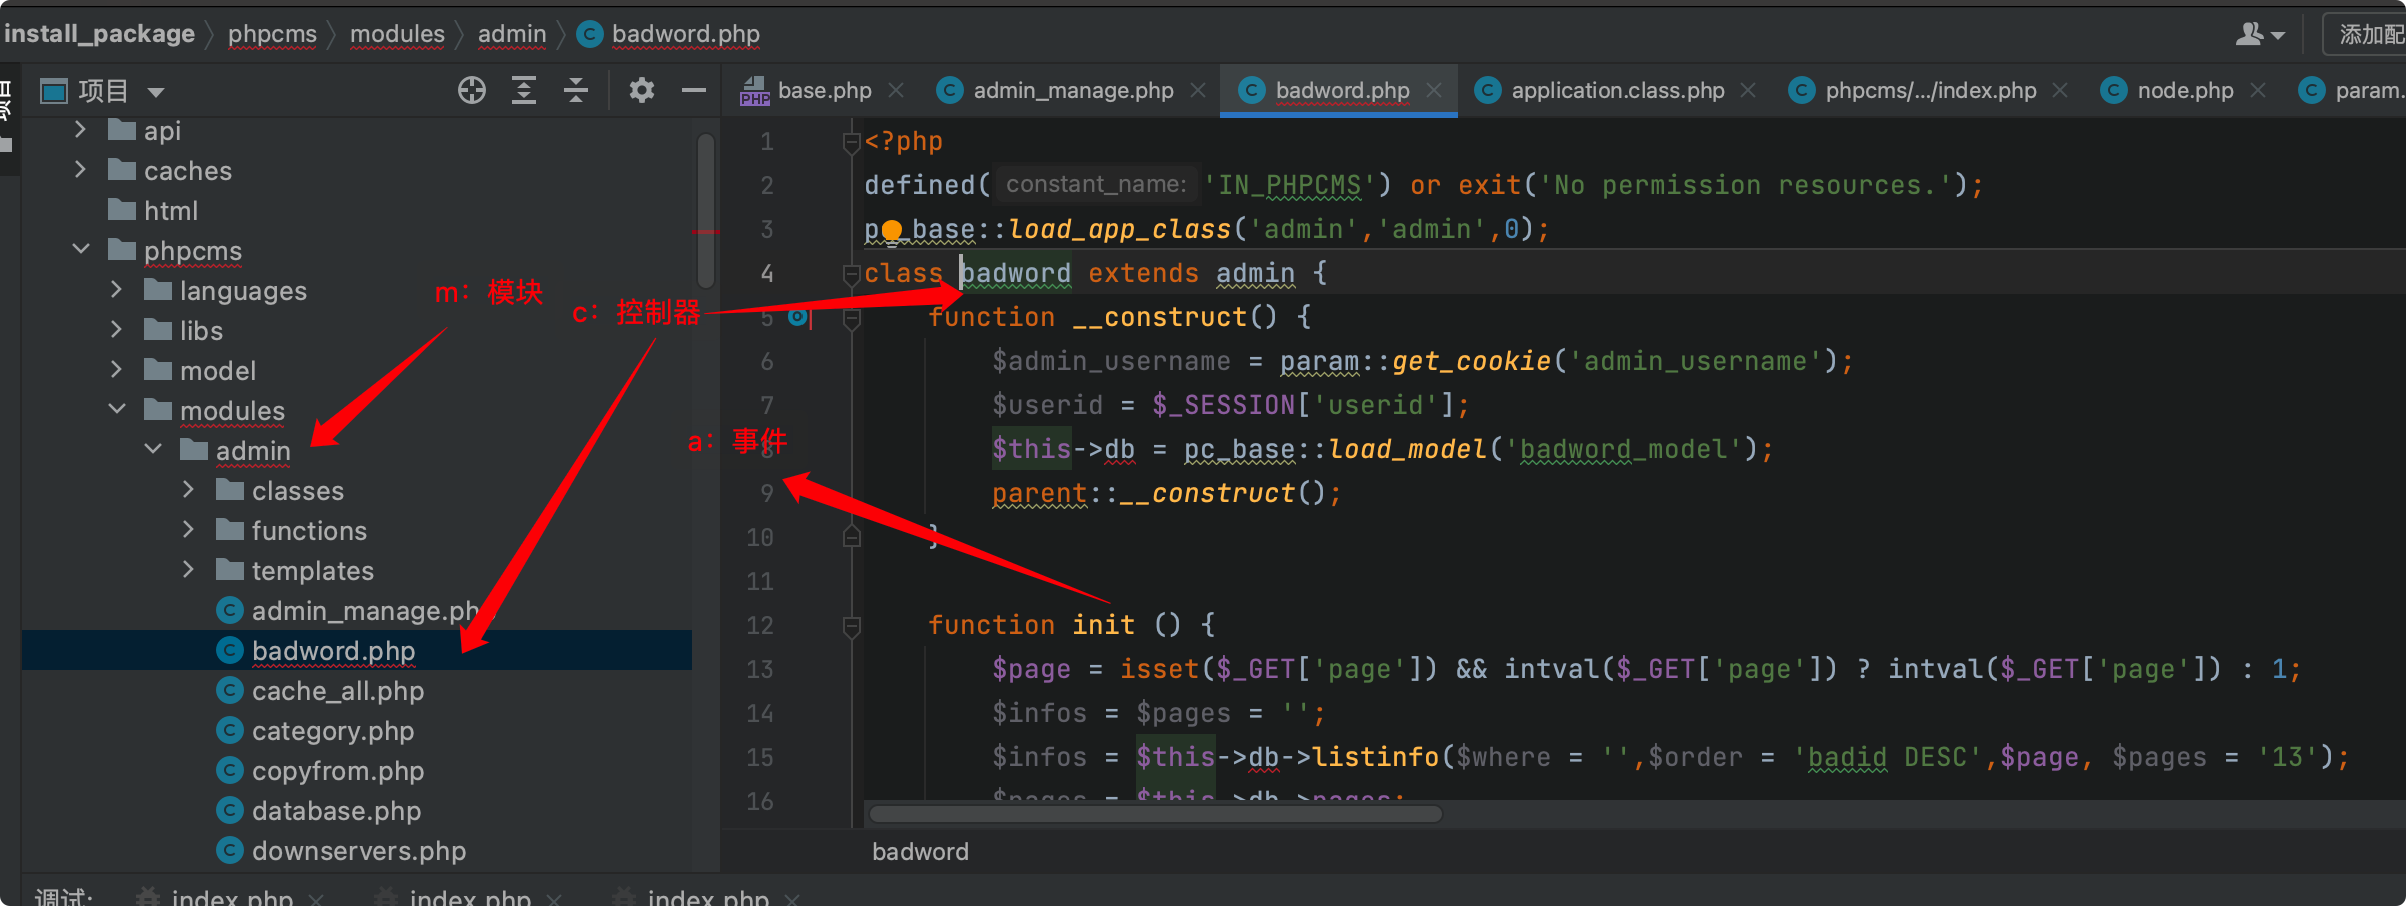 install_package phpcms modules admin badword.php
添加配
项目
base.php admin_manage.php badword.php application.class.php phpcms/.../index.php node.php param.
api
caches
html
phpcms
languages
libs
model
modules
admin
classes
functions
templates
admin_manage.ph
badword.php
cache_all.php
category.php
copyfrom.php
database.php
downservers.php
m：模块
c：控制器
a：事件
1 <?php
2 defined( constant_name: 'IN_PHPCMS') or exit('No permission resources.');
3 pc_base::load_app_class('admin','admin',0);
4 class badword extends admin {
5 function __construct() {
6 $admin_username = param::get_cookie('admin_username');
7 $userid = $_SESSION['userid'];
8 $this->db = pc_base::load_model('badword_model');
9 parent::__construct();
10 }
11
12 function init () {
13 $page = isset($_GET['page']) && intval($_GET['page']) ? intval($_GET['page']) : 1;
14 $infos = $pages = '';
15 $infos = $this->db->listinfo($where = '',$order = 'badid DESC',$page, $pages = '13');
16 $pages = $this->db->pages;
badword
调试: index.php index.php index.php